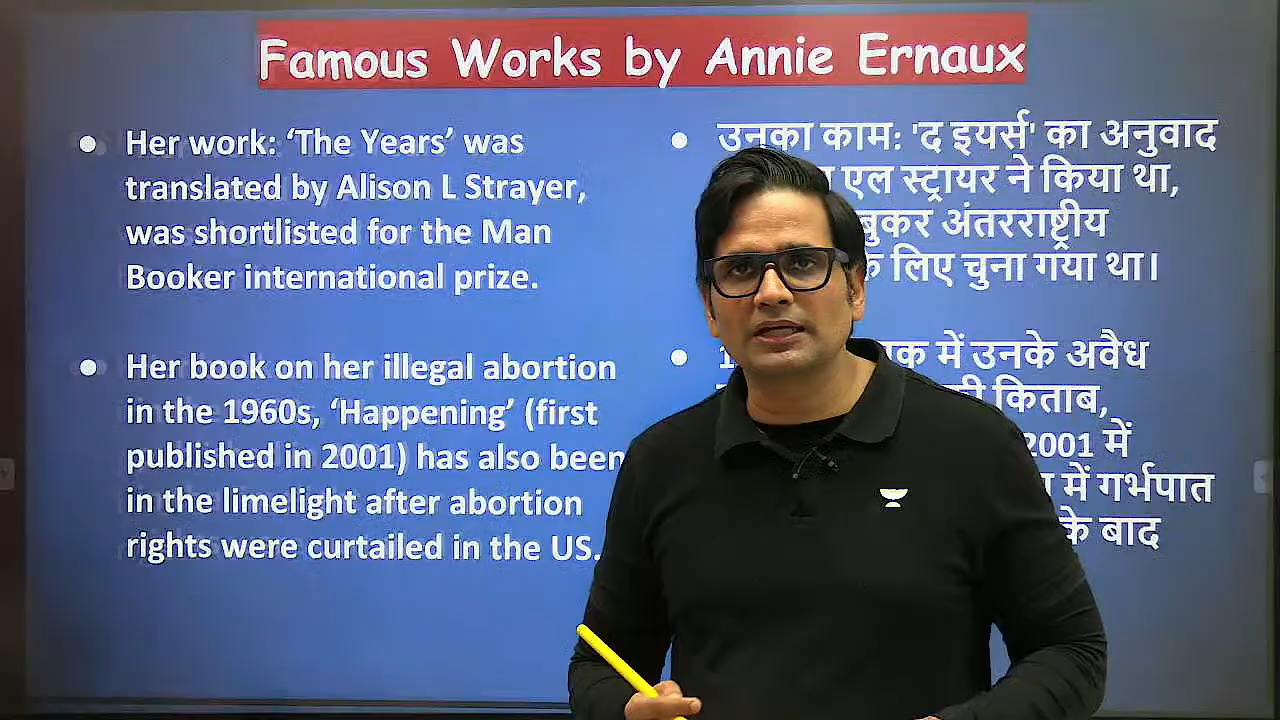 Famous Works by Annie Ernaux
Her work: ‘The Years’ was
translated by Alison L Strayer,
was shortlisted for the Man
Booker international prize.
Her book on her illegal abortion
in the 1960s, ‘Happening’ (first
published in 2001) has also been
in the limelight after abortion
rights were curtailed in the US.
उनका काम: 'द इयर्स' का अनुवाद
एल स्ट्रायर ने किया था,
बुकर अंतरराष्ट्रीय
के लिए चुना गया था।
में उनके अवैध
की किताब,
2001 में
में गर्भपात
के बाद